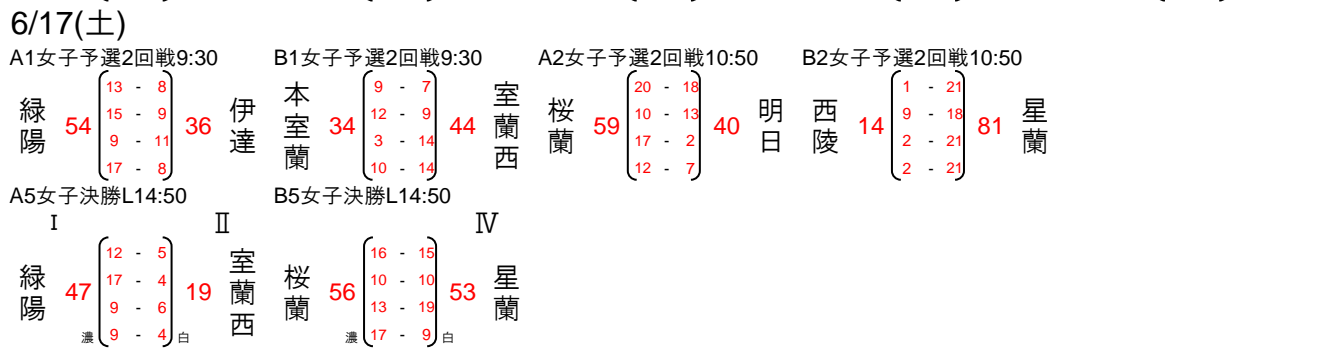 6/17(土)
A1女子予選2回戦9:30
緑陽 54
13 - 8
15 - 9
9 - 11
17 - 8
36 伊達
B1女子予選2回戦9:30
本室蘭 34
9 - 7
12 - 9
3 - 14
10 - 14
44 室蘭西
A2女子予選2回戦10:50
桜蘭 59
20 - 18
10 - 13
17 - 2
12 - 7
40 明日
B2女子予選2回戦10:50
西陵 14
1 - 21
9 - 18
2 - 21
2 - 21
81 星蘭
A5女子決勝L14:50
Ⅰ Ⅱ
緑陽 47
12 - 5
17 - 4
9 - 6
濃 9 - 4 白
19 室蘭西
B5女子決勝L14:50
Ⅳ
桜蘭 56
16 - 15
10 - 10
13 - 19
濃 17 - 9 白
53 星蘭